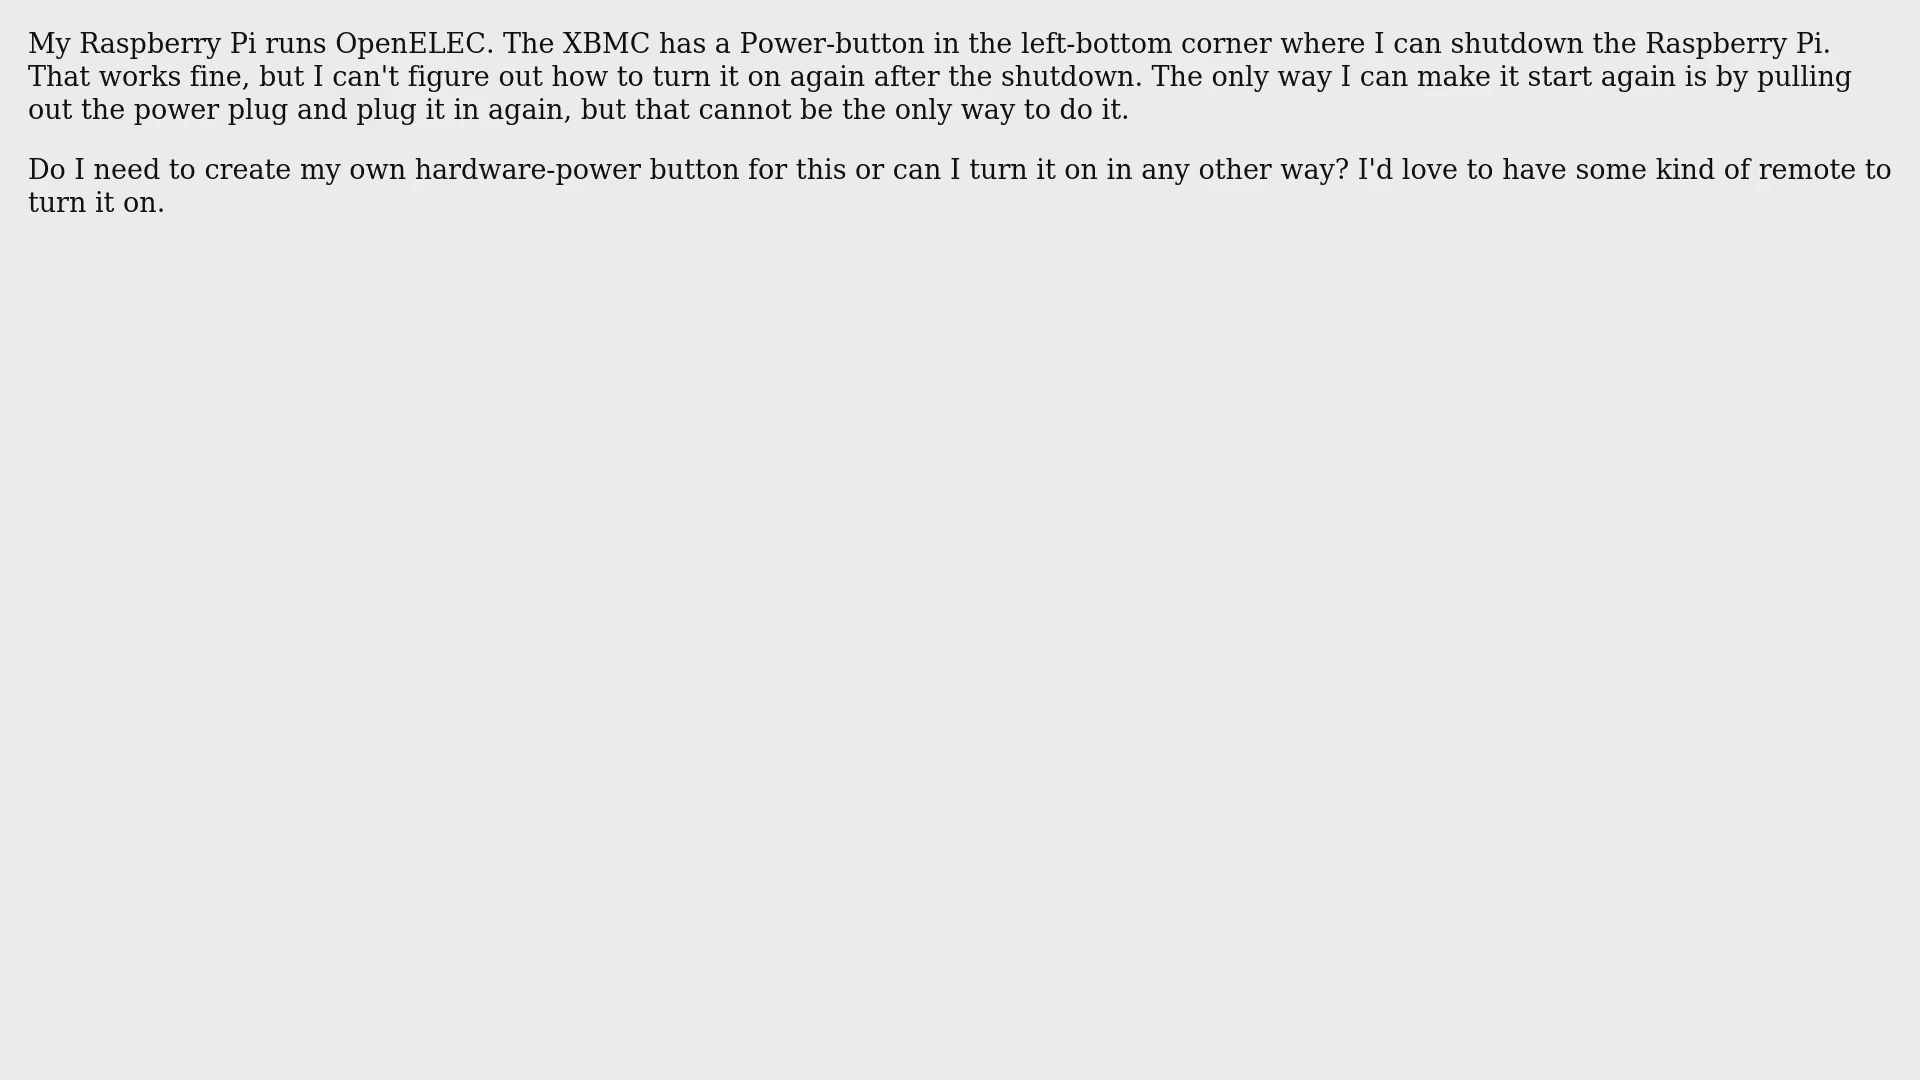 My Raspberry Pi runs OpenELEC. The XBMC has a Power-button in the left-bottom corner where I can shutdown the Raspberry Pi.
That works fine, but I can't figure out how to turn it on again after the shutdown. The only way I can make it start again is by pulling
out the power plug and plug it in again, but that cannot be the only way to do it.
Do I need to create my own hardware-power button for this or can I turn it on in any other way? I'd love to have some kind of remote to
turn it on.